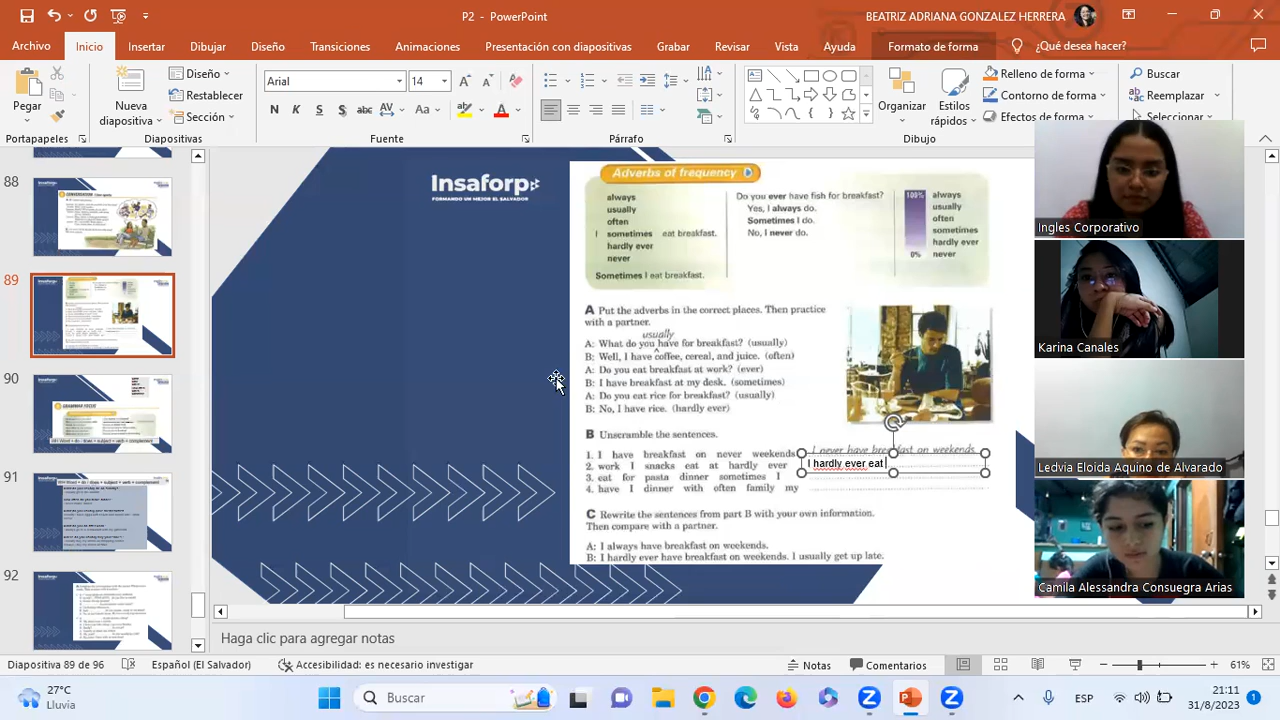 P2 - PowerPoint
BEATRIZ ADRIANA GONZALEZ HERRERA
Archivo Inicio Insertar Dibujar Diseño Transiciones Animaciones Presentación con diapositivas Grabar Revisar Vista Ayuda Formato de forma ¿Qué desea hacer?
Pegar
Portapapeles
Nueva diapositiva
Diseño
Restablecer
Sección
Diapositivas
Arial 14
N K S S abc AV Aa A
Fuente
Párrafo
Organizar
Estilos rápidos
Relleno de forma
Contorno de forma
Efectos de forma
Dibujo
Buscar
Reemplazar
Seleccionar
88
89
90
91
92
Insaforp
FORMANDO UN MEJOR EL SALVADOR
Adverbs of frequency
always
usually
often
I sometimes eat breakfast.
hardly ever
never
Sometimes I eat breakfast.
Do you ever have fish for breakfast?
Yes, I always do.
Sometimes I do.
No, I never do.
100% always
usually
often
sometimes
hardly ever
0% never
A Put the adverbs in the correct places. Then practice
with a partner.
usually
A: What do you have for breakfast? (usually)
B: Well, I have coffee, cereal, and juice. (often)
A: Do you eat breakfast at work? (ever)
B: I have breakfast at my desk. (sometimes)
A: Do you eat rice for breakfast? (usually)
B: No, I have rice. (hardly ever)
B Unscramble the sentences.
1. I have breakfast on never weekends I never have breakfast on weekends.
2. work I snacks eat at hardly ever I hardly ever eat
3. eat for pasta dinner sometimes I
4. have I dinner with often family my
C Rewrite the sentences from part B with your own information.
Then compare with a partner.
A: I always have breakfast on weekends.
B: I hardly ever have breakfast on weekends. I usually get up late.
Ingles Corporativo
Karina Canales
Ledvia Eloida Aquino de Alvarado
Camila Alessandra Consuegra Arias
Haga clic para agregar notas
Diapositiva 89 de 96 Español (El Salvador) Accesibilidad: es necesario investigar Notas Comentarios 61%
27°C
Lluvia
Buscar
ESP
21:11
31/8/2023
1